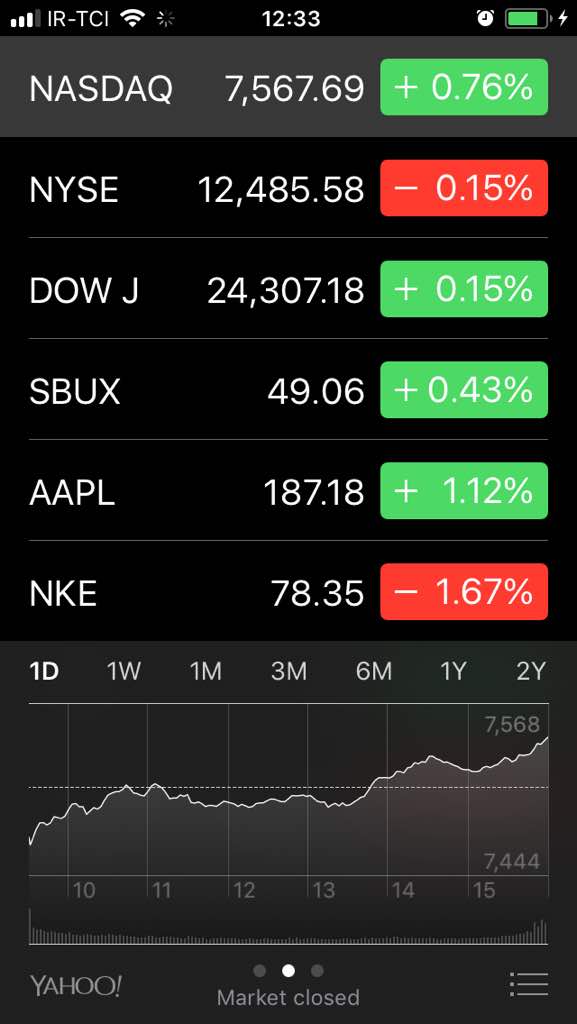 IR-TCI 12:33
NASDAQ 7,567.69 + 0.76%
NYSE 12,485.58 − 0.15%
DOW J 24,307.18 + 0.15%
SBUX 49.06 + 0.43%
AAPL 187.18 + 1.12%
NKE 78.35 − 1.67%
1D 1W 1M 3M 6M 1Y 2Y
7,568
7,444
10 11 12 13 14 15
YAHOO!
Market closed